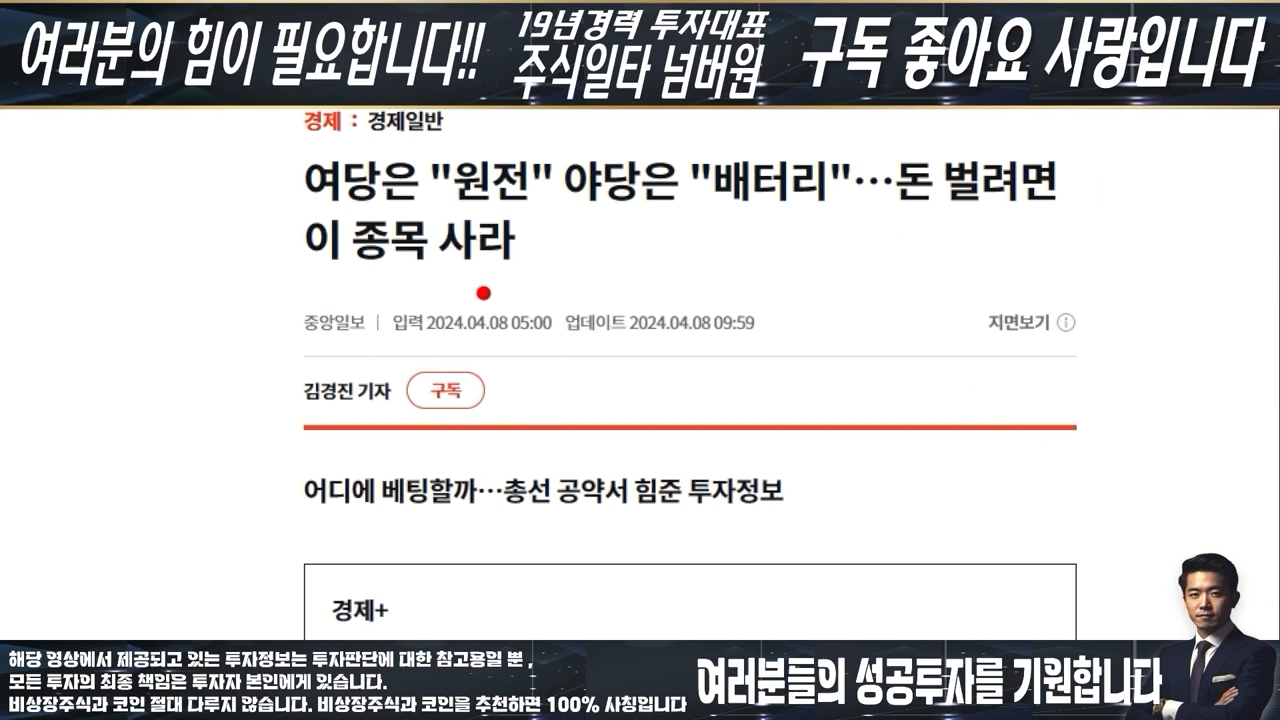 여러분의 힘이 필요합니다!!
19년경력 투자대표
주식일타 넘버원
구독 좋아요 사랑입니다
경제 : 경제일반
여당은 "원전" 야당은 "배터리"…돈 벌려면
이 종목 사라
중앙일보 | 입력 2024.04.08 05:00 업데이트 2024.04.08 09:59
지면보기
김경진 기자 구독
어디에 베팅할까…총선 공약서 힘준 투자정보
경제+
해당 영상에서 제공되고 있는 투자정보는 투자판단에 대한 참고용일 뿐 ,
모든 투자의 최종 책임은 투자자 본인에게 있습니다.
비상장주식과 코인 절대 다루지 않습니다. 비상장주식과 코인을 추천하면 100% 사칭입니다
여러분들의 성공투자를 기원합니다